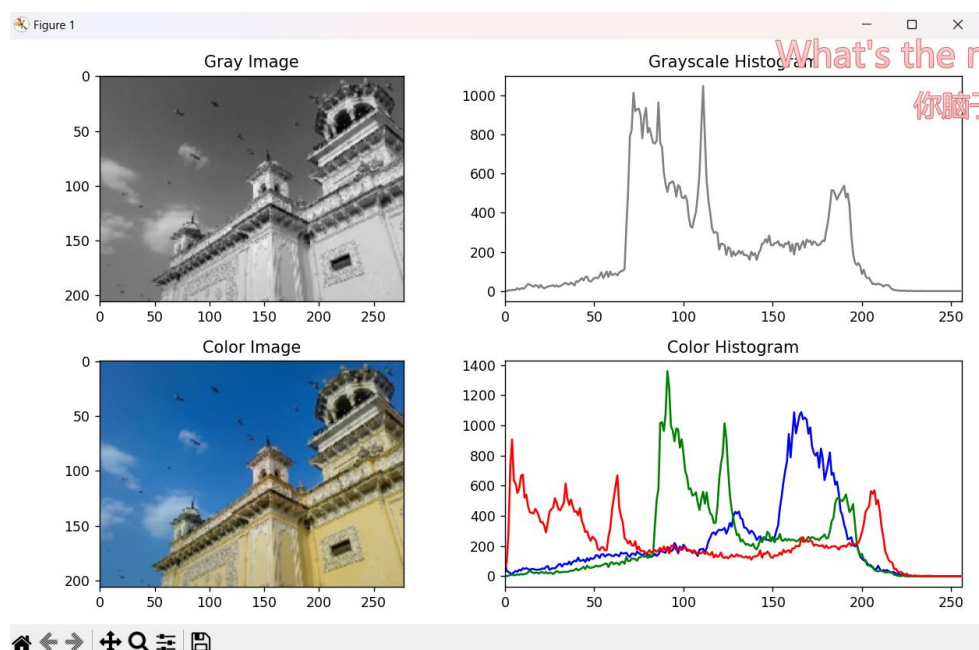 Figure 1
Gray Image
0
50
100
150
200
0 50 100 150 200 250
Grayscale Histogram
1000
800
600
400
200
0
0 50 100 150 200 250
What's the
你脑
Color Image
0
50
100
150
200
0 50 100 150 200 250
Color Histogram
1400
1200
1000
800
600
400
200
0
0 50 100 150 200 250